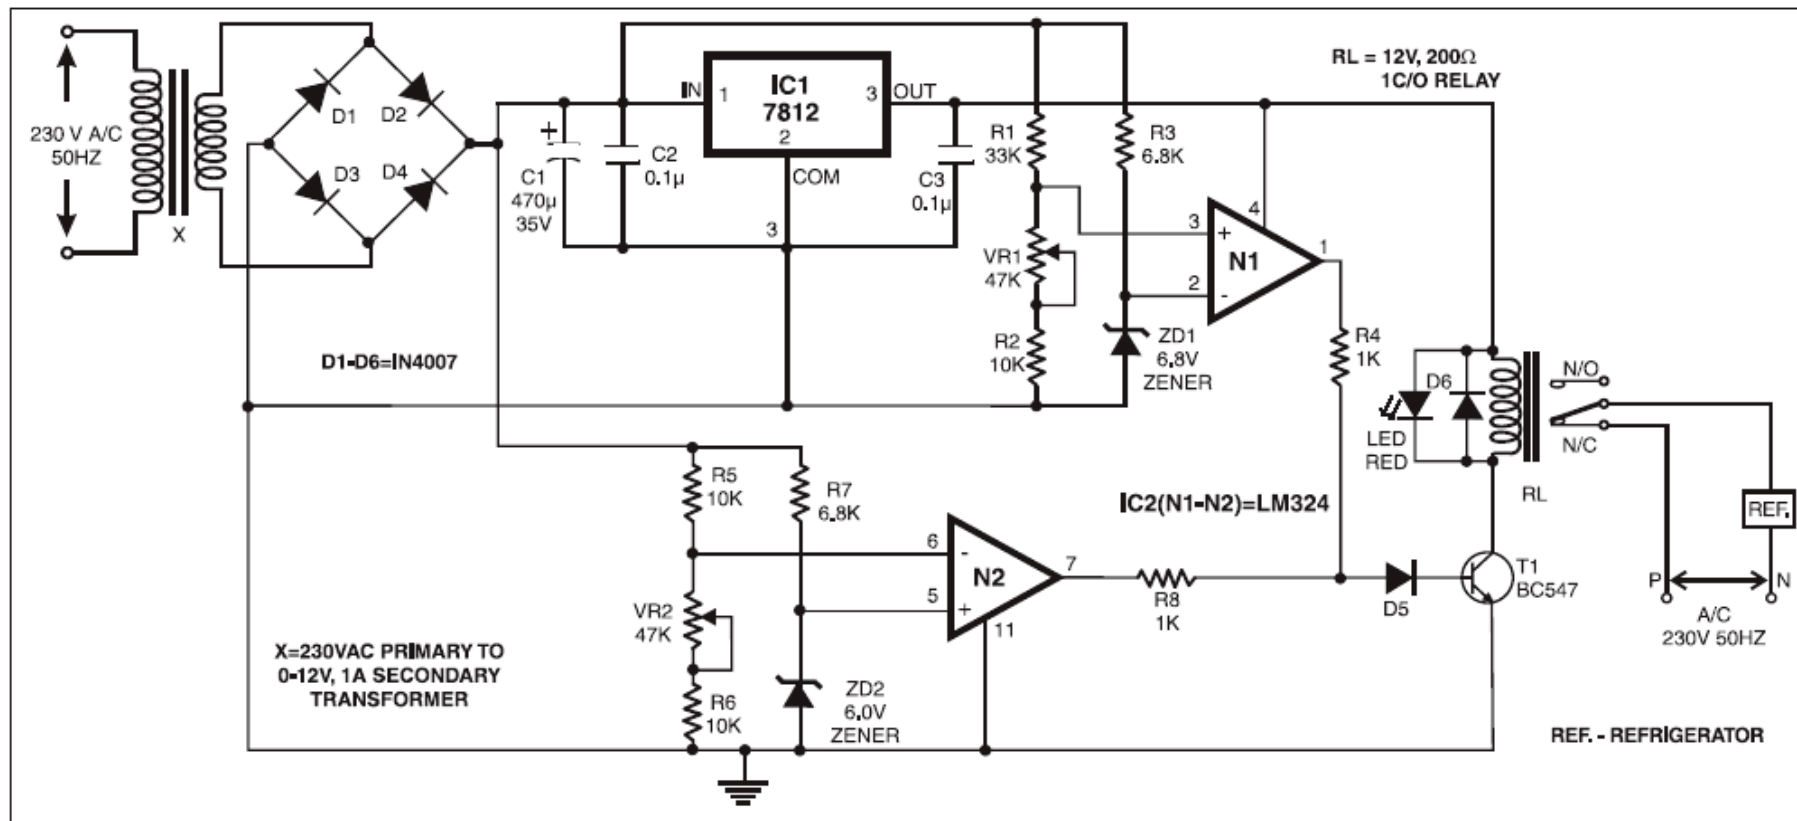 230 V A/C
50HZ
X
D1
D2
D3
D4
D1-D6=IN4007
X=230VAC PRIMARY TO
0-12V, 1A SECONDARY
TRANSFORMER
+
C1
470µ
35V
C2
0.1µ
IN
1
IC1
7812
2
3
OUT
COM
3
C3
0.1µ
R1
33K
VR1
47K
R2
10K
R3
6.8K
ZD1
6.8V
ZENER
3
+
2
-
N1
4
1
R4
1K
RL = 12V, 200Ω
1C/O RELAY
D6
LED
RED
RL
N/O
N/C
REF.
P
N
A/C
230V 50HZ
R5
10K
VR2
47K
R6
10K
R7
6.8K
ZD2
6.0V
ZENER
6
-
5
+
N2
7
11
IC2(N1-N2)=LM324
R8
1K
D5
T1
BC547
REF. - REFRIGERATOR